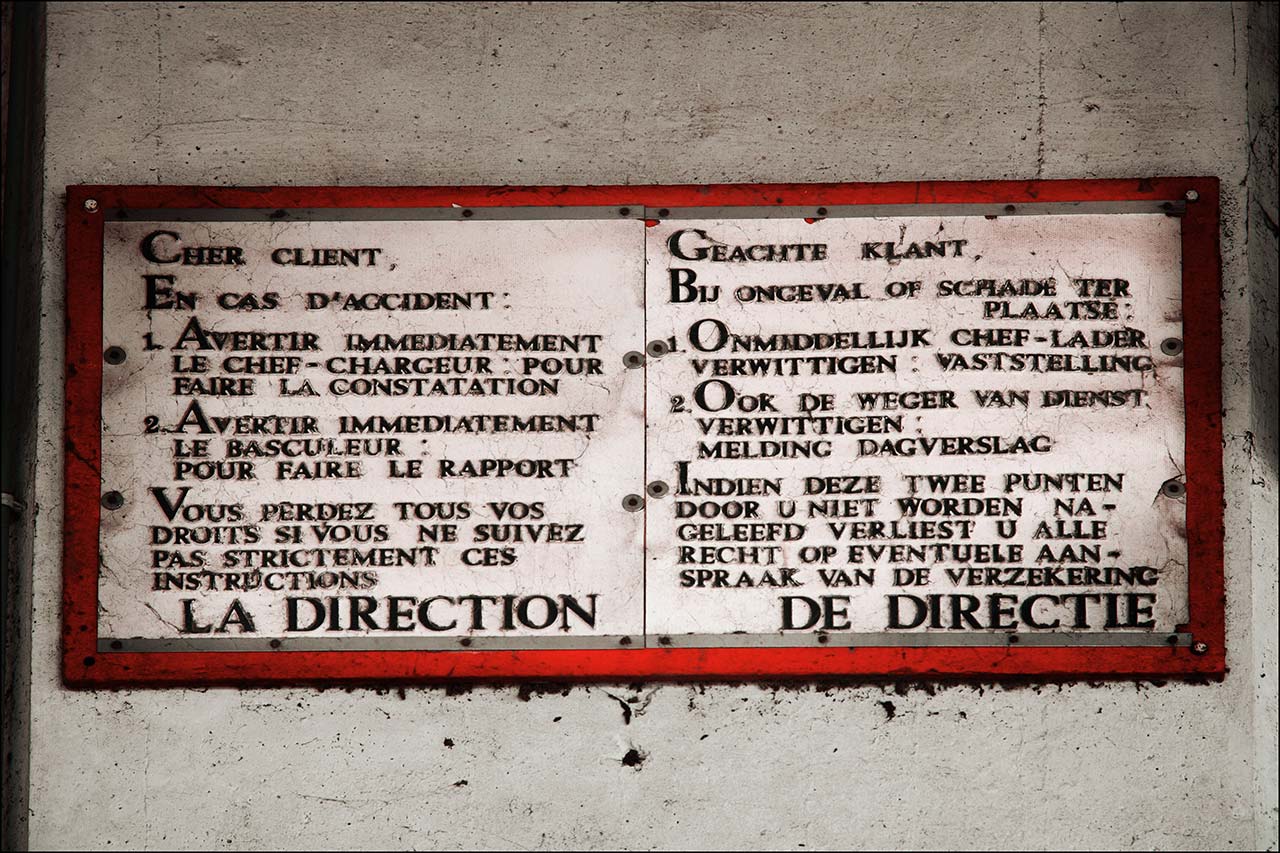 CHER CLIENT,
EN CAS D'ACCIDENT:
1. AVERTIR IMMEDIATEMENT
LE CHEF-CHARGEUR: POUR
FAIRE LA CONSTATATION
2. AVERTIR IMMEDIATEMENT
LE BASCULEUR:
POUR FAIRE LE RAPPORT
VOUS PERDEZ TOUS VOS
DROITS SI VOUS NE SUIVEZ
PAS STRICTEMENT CES
INSTRUCTIONS
LA DIRECTION
GEACHTE KLANT,
BIJ ONGEVAL OF SCHADE TER
PLAATSE:
1. ONMIDDELLIJK CHEF-LADER
VERWITTIGEN: VASTSTELLING
2. OOK DE WEGER VAN DIENST
VERWITTIGEN:
MELDING DAGVERSLAG
INDIEN DEZE TWEE PUNTEN
DOOR U NIET WORDEN NA-
GELEEFD VERLIEST U ALLE
RECHT OP EVENTUELE AAN-
SPRAAK VAN DE VERZEKERING
DE DIRECTIE